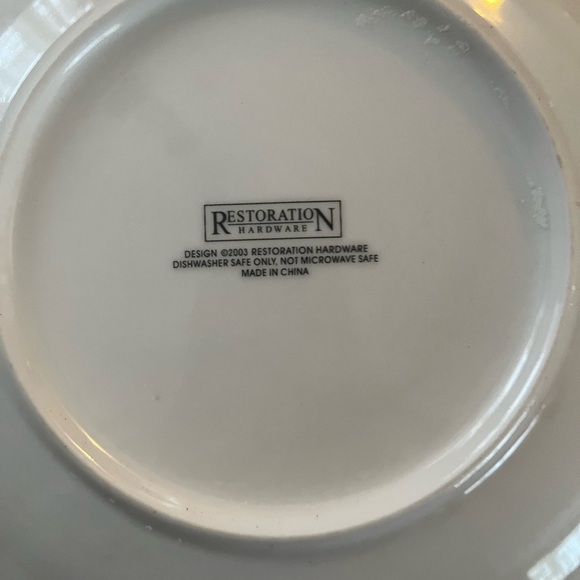 RESTORATION
HARDWARE
DESIGN ©2003 RESTORATION HARDWARE
DISHWASHER SAFE ONLY, NOT MICROWAVE SAFE
MADE IN CHINA